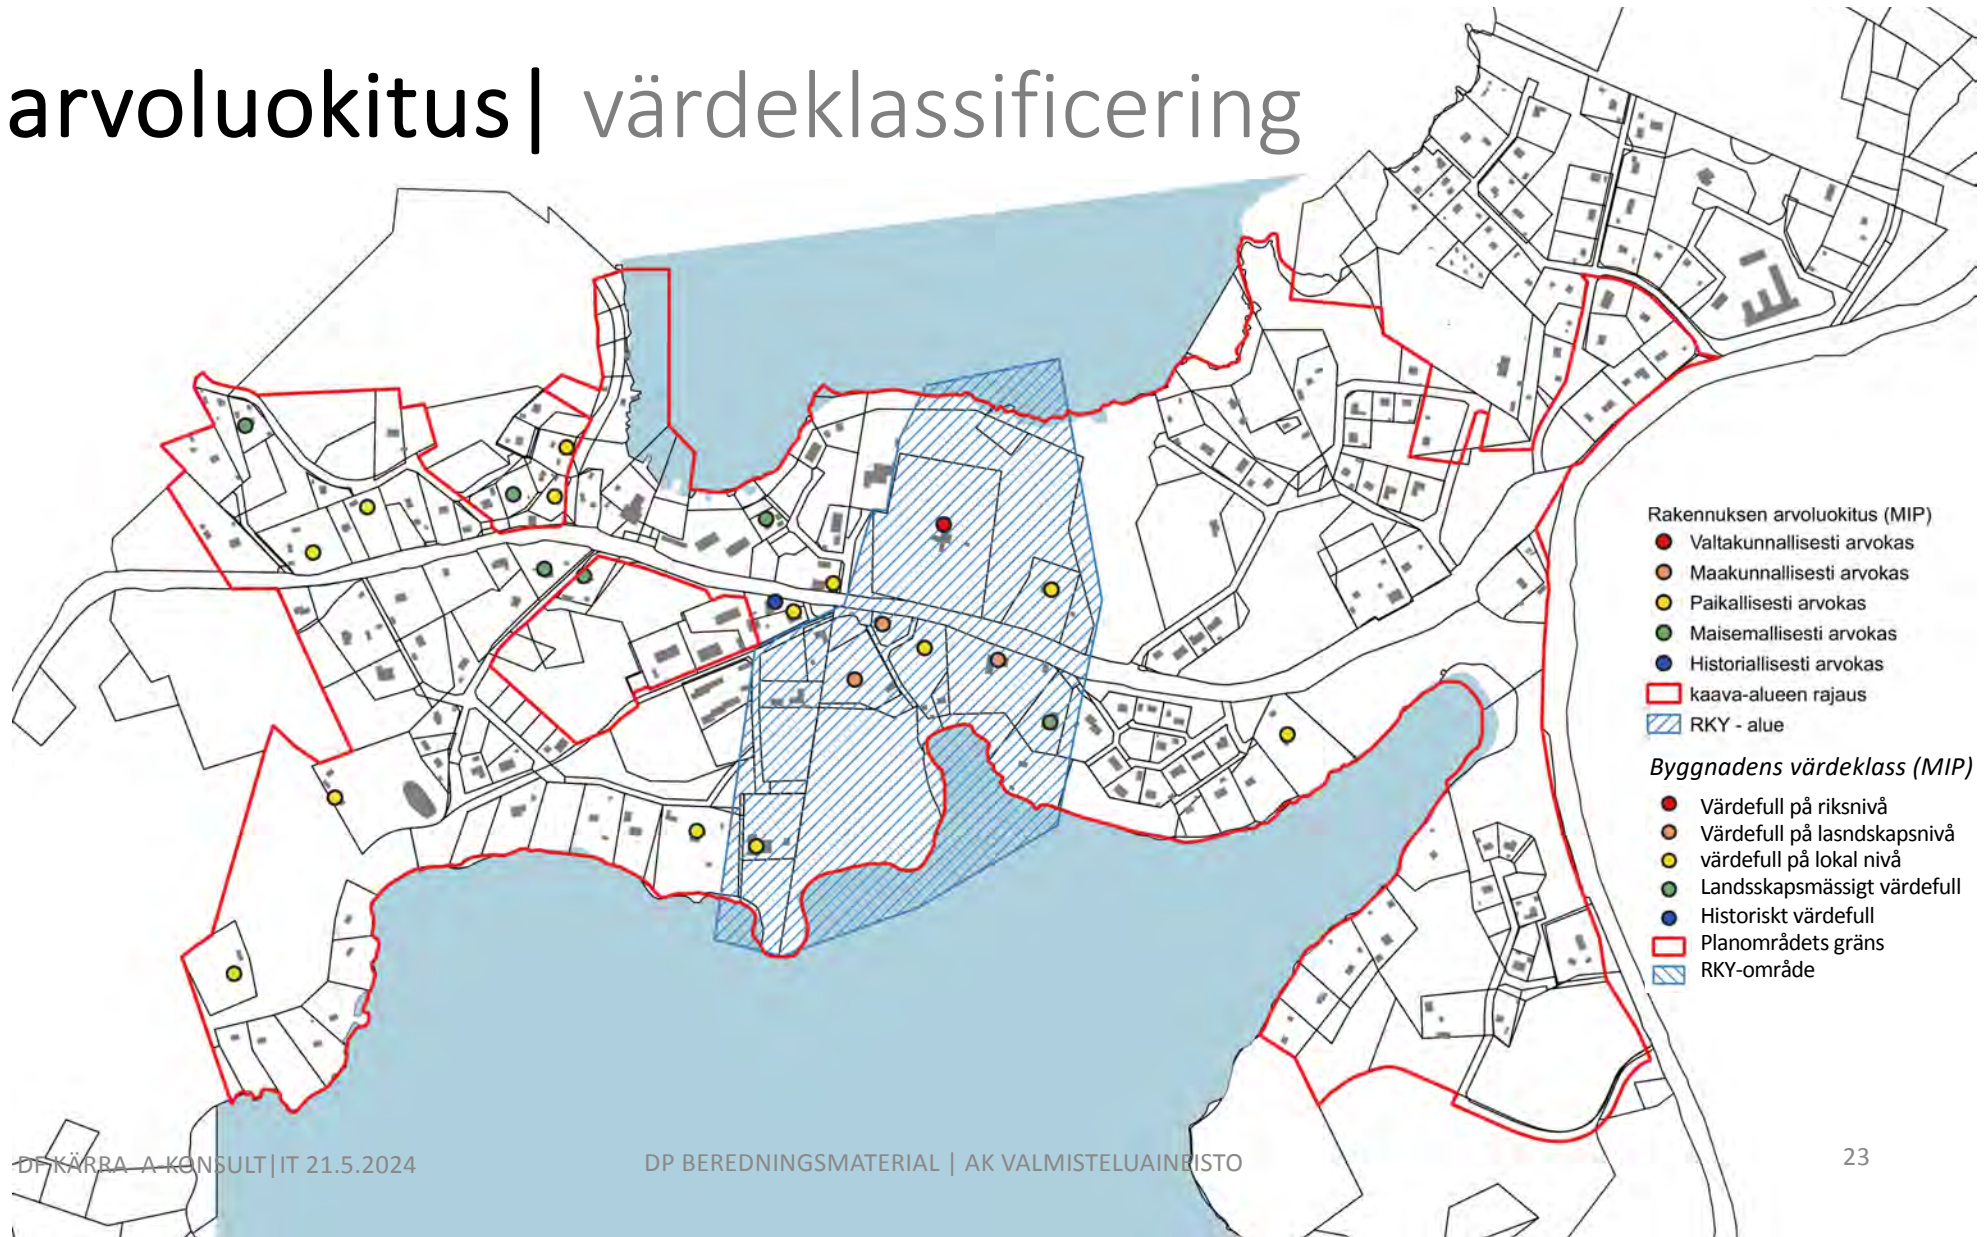 arvoluokitus| värdeklassificering
Rakennuksen arvoluokitus (MIP)
Valtakunnallisesti arvokas
Maakunnallisesti arvokas
Paikallisesti arvokas
Maisemallisesti arvokas
Historiallisesti arvokas
kaava-alueen rajaus
RKY - alue
Byggnadens värdeklass (MIP)
Värdefull på riksnivå
Värdefull på lasndskapsnivå
värdefull på lokal nivå
Landsskapsmässigt värdefull
Historiskt värdefull
Planområdets gräns
RKY-område
DP KÄRRA A-KONSULT|IT 21.5.2024
DP BEREDNINGSMATERIAL | AK VALMISTELUAINEISTO
23